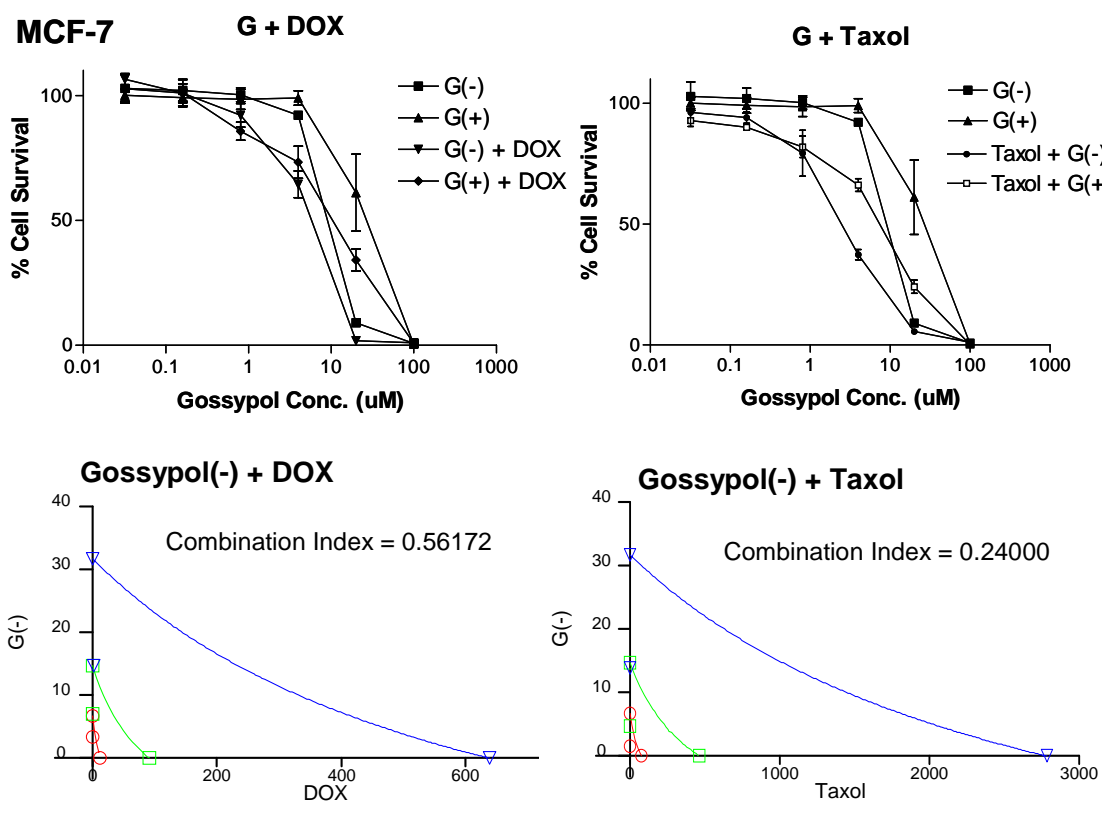 MCF-7
G + DOX
100
50
0
0.01 0.1 1 10 100 1000
% Cell Survival
Gossypol Conc. (uM)
G(-)
G(+)
G(-) + DOX
G(+) + DOX
G + Taxol
100
50
0
0.01 0.1 1 10 100 1000
% Cell Survival
Gossypol Conc. (uM)
G(-)
G(+)
Taxol + G(-)
Taxol + G(+
Gossypol(-) + DOX
Combination Index = 0.56172
40
30
20
10
0
G(-)
0 200 400 600
DOX
Gossypol(-) + Taxol
Combination Index = 0.24000
40
30
20
10
0
G(-)
0 1000 2000 3000
Taxol